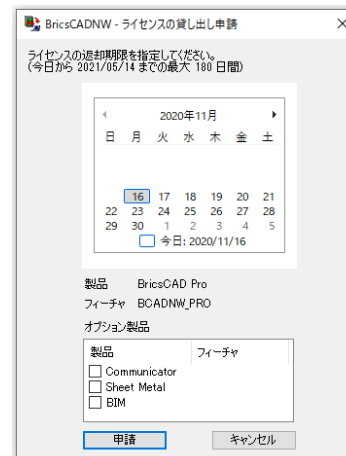 BricsCADNW - ライセンスの貸し出し申請
ライセンスの返却期限を指定してください。
(今日から 2021/05/14 までの最大 180 日間)
2020年11月
日 月 火 水 木 金 土
16 17 18 19 20 21
22 23 24 25 26 27 28
29 30 1 2 3 4 5
今日: 2020/11/16
製品 BricsCAD Pro
フィーチャ BCADNW_PRO
オプション製品
製品 フィーチャ
Communicator
Sheet Metal
BIM
申請 キャンセル